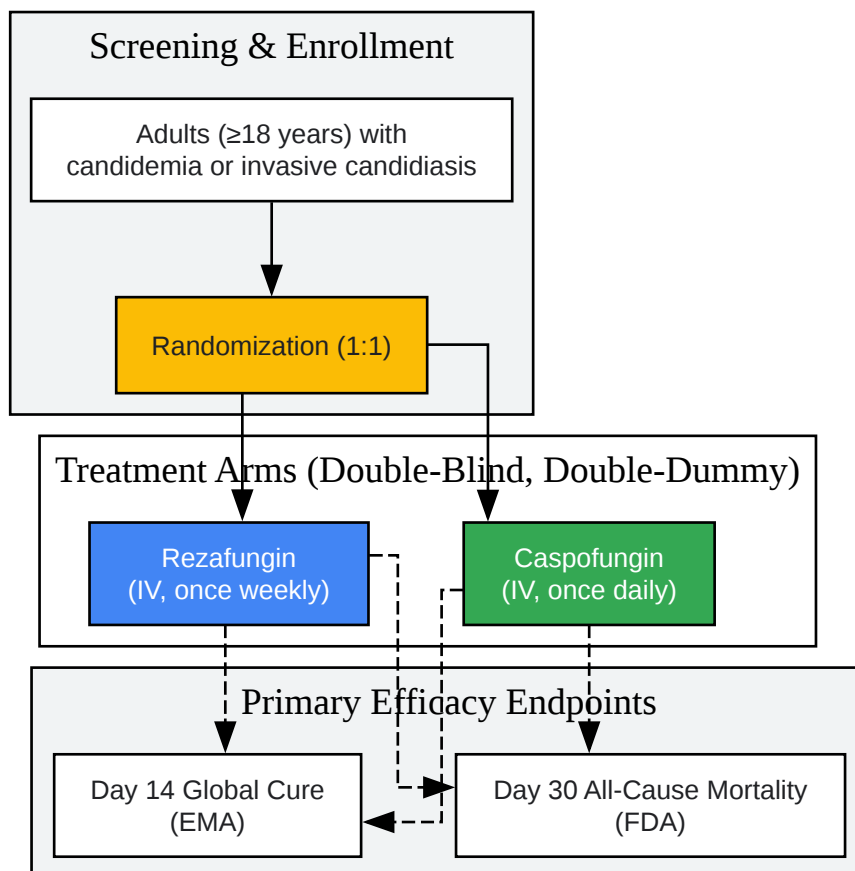 Screening & Enrollment
Adults (≥18 years) with
candidemia or invasive candidiasis
Randomization (1:1)
Treatment Arms (Double-Blind, Double-Dummy)
Rezafungin
(IV, once weekly)
Caspofungin
(IV, once daily)
Primary Efficacy Endpoints
Day 14 Global Cure
(EMA)
Day 30 All-Cause Mortality
(FDA)